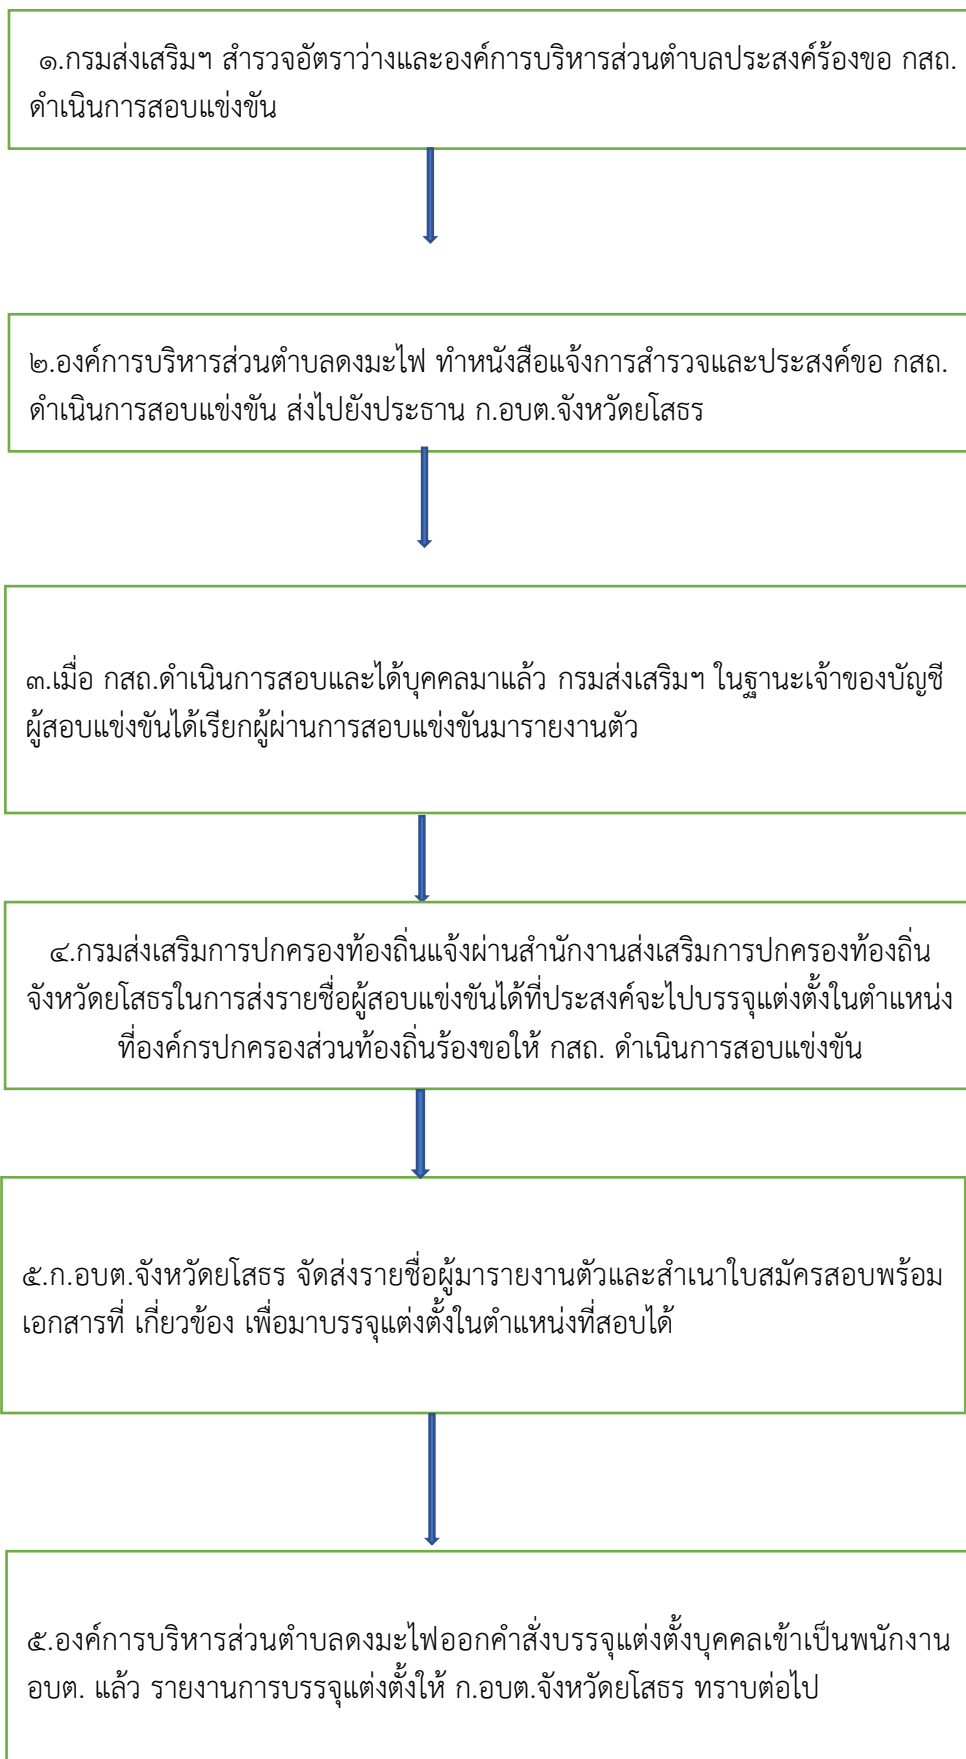 ๑.กรมส่งเสริมฯ สำรวจอัตราว่างและองค์การบริหารส่วนตำบลประสงค์ร้องขอ กสถ.
ดำเนินการสอบแข่งขัน
๒.องค์การบริหารส่วนตำบลดงมะไฟ ทำหนังสือแจ้งการสำรวจและประสงค์ขอ กสถ.
ดำเนินการสอบแข่งขัน ส่งไปยังประธาน ก.อบต.จังหวัดยโสธร
๓.เมื่อ กสถ.ดำเนินการสอบและได้บุคคลมาแล้ว กรมส่งเสริมฯ ในฐานะเจ้าของบัญชี
ผู้สอบแข่งขันได้เรียกผู้ผ่านการสอบแข่งขันมารายงานตัว
๔.กรมส่งเสริมการปกครองท้องถิ่นแจ้งผ่านสำนักงานส่งเสริมการปกครองท้องถิ่น
จังหวัดยโสธรในการส่งรายชื่อผู้สอบแข่งขันได้ที่ประสงค์จะไปบรรจุแต่งตั้งในตำแหน่ง
ที่องค์กรปกครองส่วนท้องถิ่นร้องขอให้ กสถ. ดำเนินการสอบแข่งขัน
๕.ก.อบต.จังหวัดยโสธร จัดส่งรายชื่อผู้มารายงานตัวและสำเนาใบสมัครสอบพร้อม
เอกสารที่ เกี่ยวข้อง เพื่อมาบรรจุแต่งตั้งในตำแหน่งที่สอบได้
๕.องค์การบริหารส่วนตำบลดงมะไฟออกคำสั่งบรรจุแต่งตั้งบุคคลเข้าเป็นพนักงาน
อบต. แล้ว รายงานการบรรจุแต่งตั้งให้ ก.อบต.จังหวัดยโสธร ทราบต่อไป